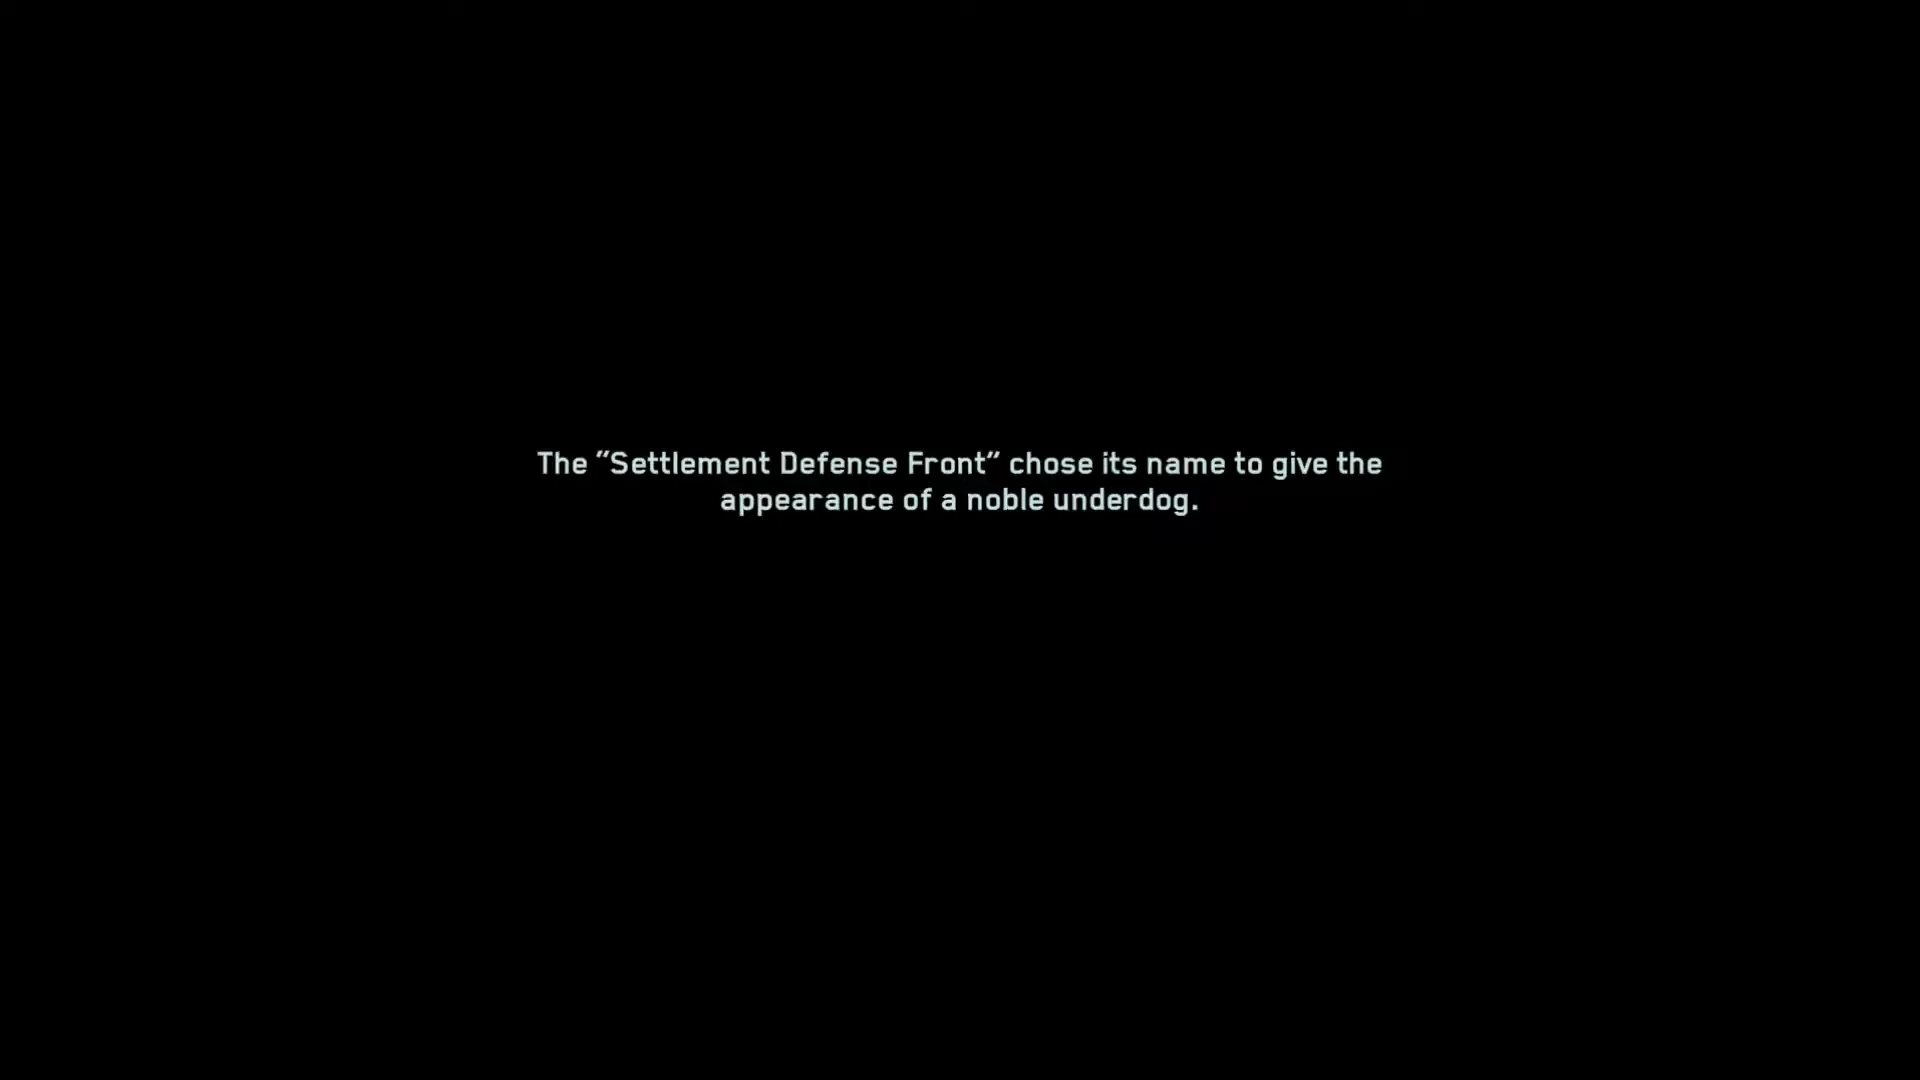 The "Settlement Defense Front" chose its name to give the
appearance of a noble underdog.